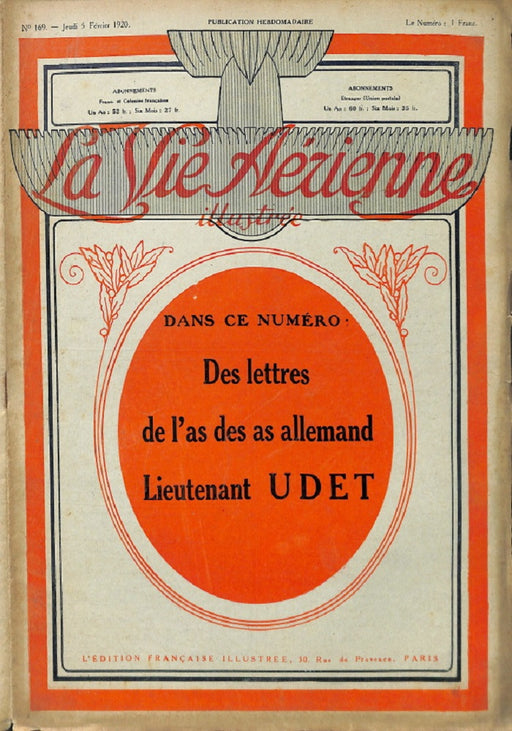 Nº 169. — Jeudi 5 Février 1920.
PUBLICATION HEBDOMADAIRE
Le Numéro : 1 Franc.
ABONNEMENTS
France et Colonies françaises
Un An : 52 fr. ; Six Mois : 27 fr.
ABONNEMENTS
Étranger (Union postale)
Un An : 60 fr. ; Six Mois : 35 fr.
La Vie Aérienne
illustrée
DANS CE NUMÉRO :
Des lettres
de l'as des as allemand
Lieutenant UDET
L'ÉDITION FRANÇAISE ILLUSTRÉE, 30, Rue de Provence, PARIS